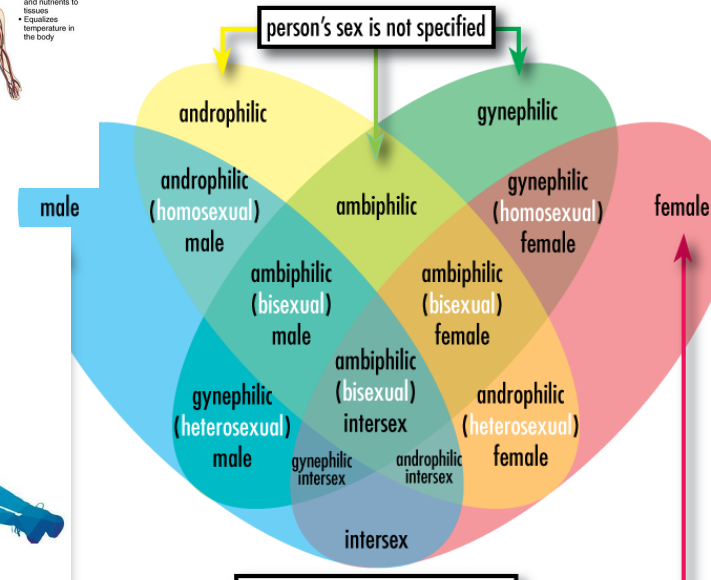 and nutrients to
tissues
• Equalizes
temperature in
the body
person's sex is not specified
androphilic
gynephilic
androphilic
(homosexual)
male
ambiphilic
gynephilic
(homosexual)
female
male
female
ambiphilic
(bisexual)
male
ambiphilic
(bisexual)
female
ambiphilic
(bisexual)
intersex
gynephilic
(heterosexual)
male
androphilic
(heterosexual)
female
gynephilic
intersex
androphilic
intersex
intersex